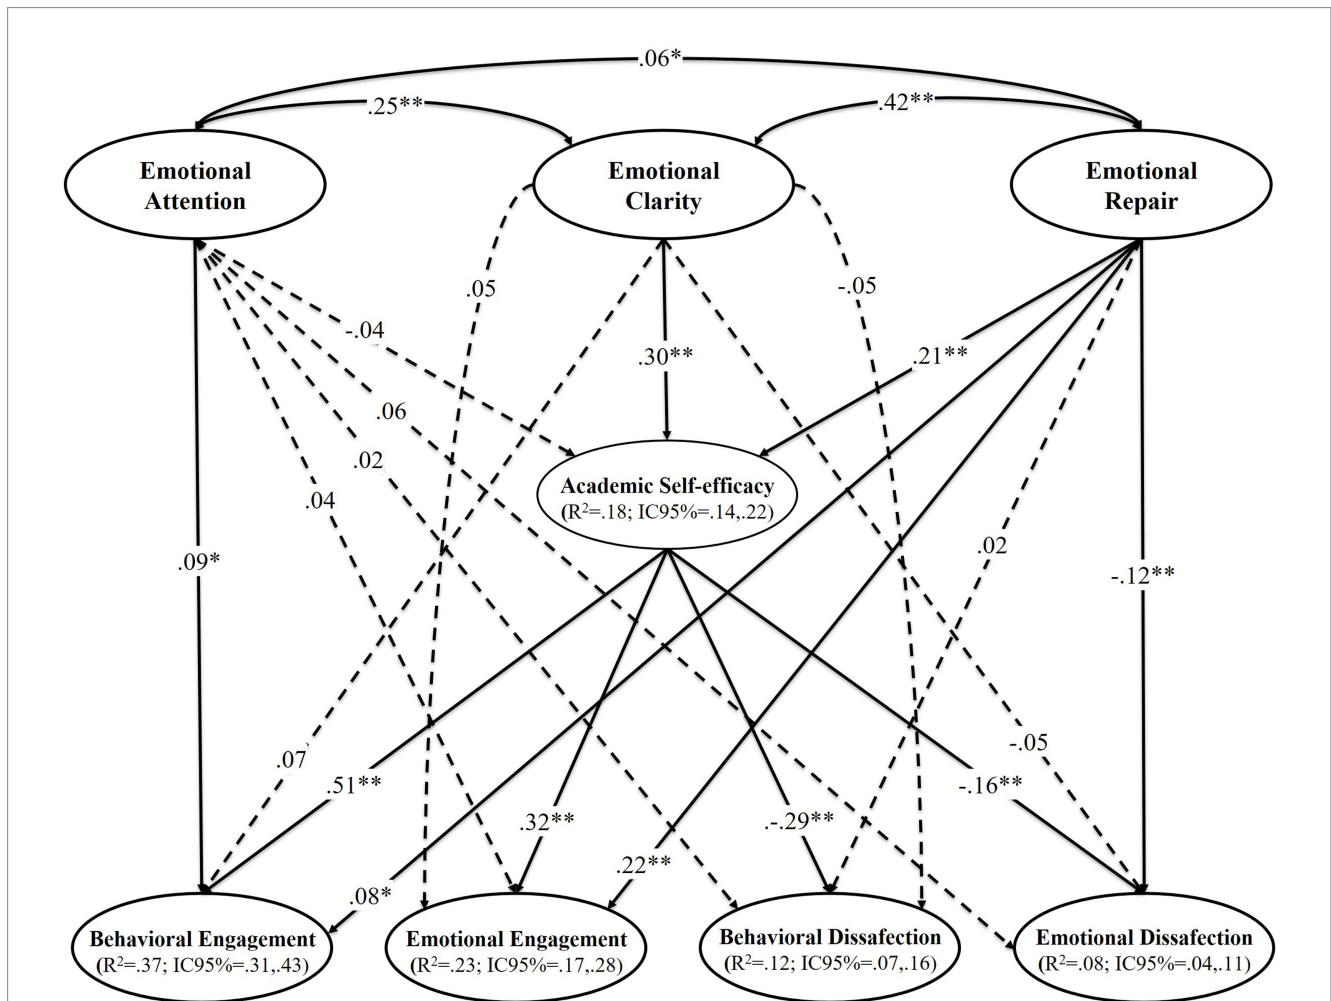 .06*
.25**
.42**
Emotional
Attention
Emotional
Clarity
Emotional
Repair
.05
-.05
-.04
.30**
.21**
.06
.02
.04
Academic Self-efficacy
(R²=.18; IC95%=.14,.22)
.02
.09*
-.12**
.07
-.05
.51**
-.16**
.32**
.-.29**
.22**
.08*
Behavioral Engagement
(R²=.37; IC95%=.31,.43)
Emotional Engagement
(R²=.23; IC95%=.17,.28)
Behavioral Dissafection
(R²=.12; IC95%=.07,.16)
Emotional Dissafection
(R²=.08; IC95%=.04,.11)